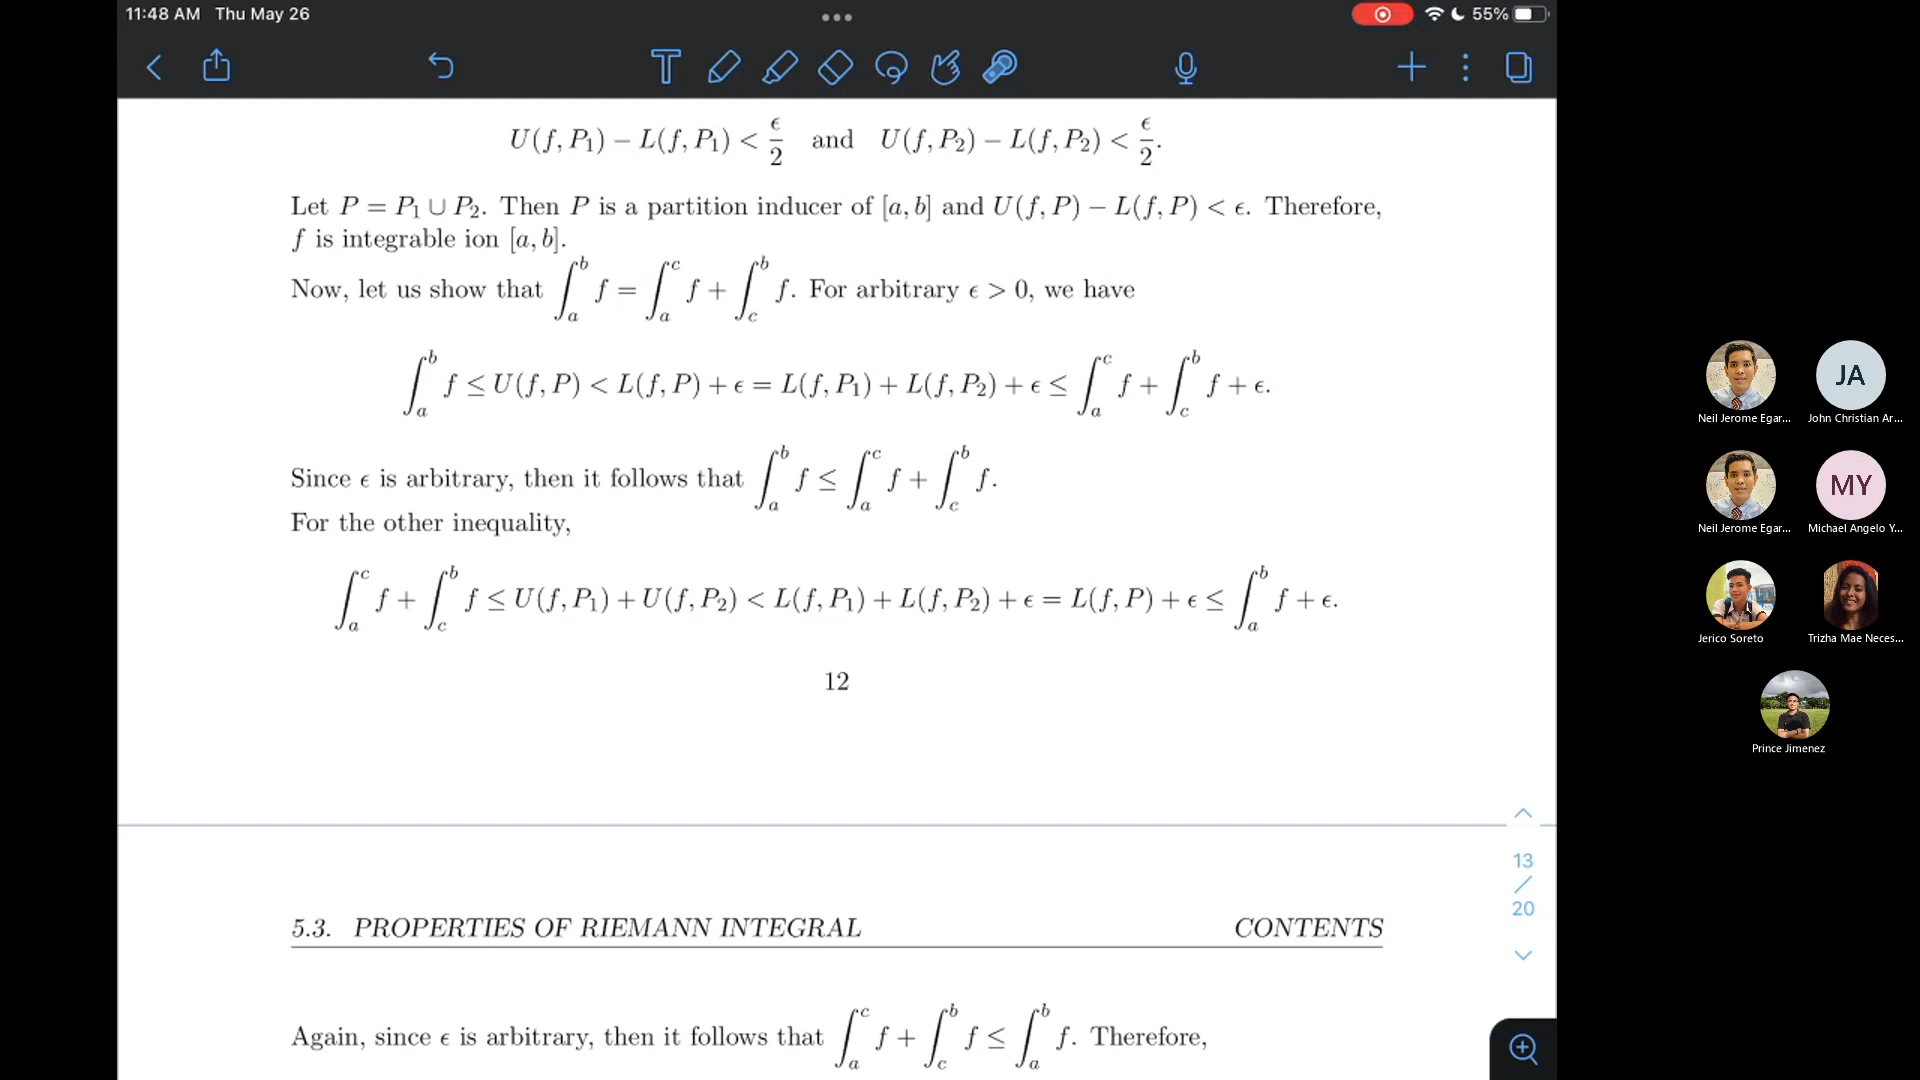 11:48 AM Thu May 26
55%
U(f, P₁) − L(f, P₁) < ϵ/2 and U(f, P₂) − L(f, P₂) < ϵ/2.
Let P = P₁ ∪ P₂. Then P is a partition inducer of [a, b] and U(f, P) − L(f, P) < ϵ. Therefore,
f is integrable ion [a, b].
Now, let us show that ∫_a^b f = ∫_a^c f + ∫_c^b f. For arbitrary ϵ > 0, we have
∫_a^b f ≤ U(f, P) < L(f, P) + ϵ = L(f, P₁) + L(f, P₂) + ϵ ≤ ∫_a^c f + ∫_c^b f + ϵ.
Since ϵ is arbitrary, then it follows that ∫_a^b f ≤ ∫_a^c f + ∫_c^b f.
For the other inequality,
∫_a^c f + ∫_c^b f ≤ U(f, P₁) + U(f, P₂) < L(f, P₁) + L(f, P₂) + ϵ = L(f, P) + ϵ ≤ ∫_a^b f + ϵ.
12
13
/
20
5.3. PROPERTIES OF RIEMANN INTEGRAL CONTENTS
Again, since ϵ is arbitrary, then it follows that ∫_a^c f + ∫_c^b f ≤ ∫_a^b f. Therefore,
JA
Neil Jerome Egar... John Christian Ar...
MY
Neil Jerome Egar... Michael Angelo Y...
Jerico Soreto Trizha Mae Neces...
Prince Jimenez